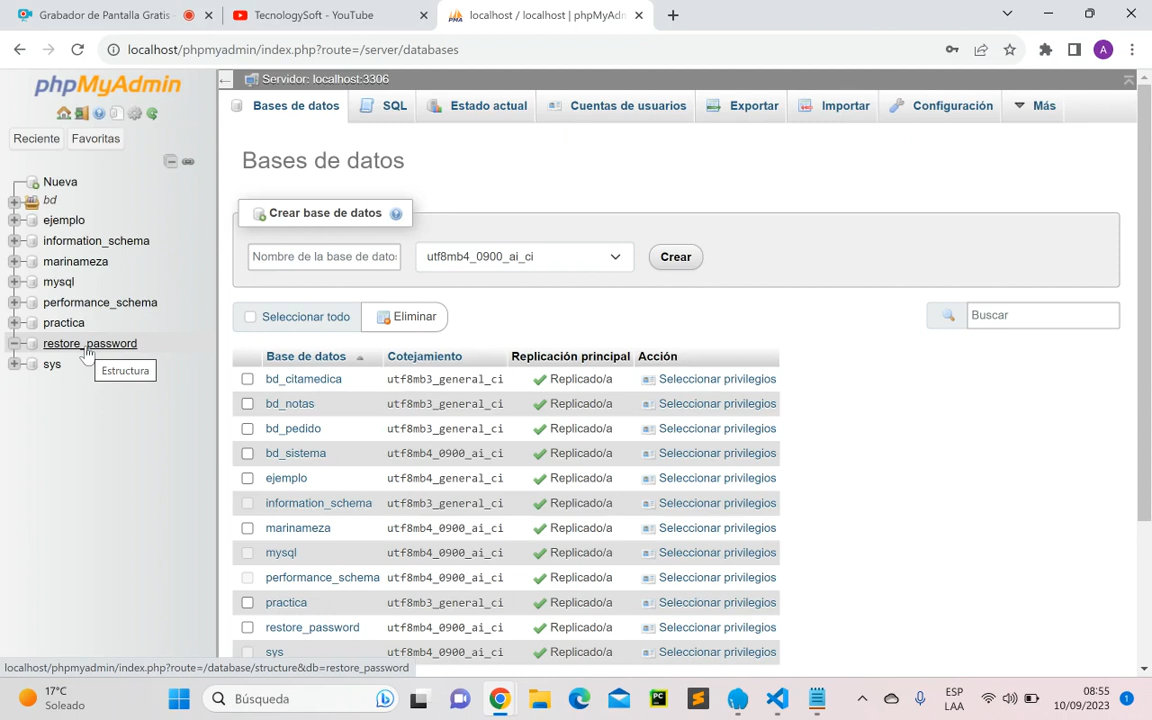 Grabador de Pantalla Gratis
TecnologySoft - YouTube
localhost / localhost | phpMyAdm
localhost/phpmyadmin/index.php?route=/server/databases
A
phpMyAdmin
Reciente
Favoritas
Nueva
bd
ejemplo
information_schema
marinameza
mysql
performance_schema
practica
restore_password
sys
Estructura
Servidor: localhost:3306
Bases de datos
SQL
Estado actual
Cuentas de usuarios
Exportar
Importar
Configuración
Más
Bases de datos
Crear base de datos
Nombre de la base de datos
utf8mb4_0900_ai_ci
Crear
Seleccionar todo
Eliminar
Buscar
Base de datos Cotejamiento Replicación principal Acción
bd_citamedica utf8mb3_general_ci Replicado/a Seleccionar privilegios
bd_notas utf8mb3_general_ci Replicado/a Seleccionar privilegios
bd_pedido utf8mb3_general_ci Replicado/a Seleccionar privilegios
bd_sistema utf8mb4_0900_ai_ci Replicado/a Seleccionar privilegios
ejemplo utf8mb4_0900_ai_ci Replicado/a Seleccionar privilegios
information_schema utf8mb3_general_ci Replicado/a Seleccionar privilegios
marinameza utf8mb4_0900_ai_ci Replicado/a Seleccionar privilegios
mysql utf8mb4_0900_ai_ci Replicado/a Seleccionar privilegios
performance_schema utf8mb4_0900_ai_ci Replicado/a Seleccionar privilegios
practica utf8mb3_general_ci Replicado/a Seleccionar privilegios
restore_password utf8mb4_0900_ai_ci Replicado/a Seleccionar privilegios
sys utf8mb4_0900_ai_ci Replicado/a Seleccionar privilegios
localhost/phpmyadmin/index.php?route=/database/structure&db=restore_password
17°C
Soleado
Búsqueda
ESP
LAA
08:55
10/09/2023
1